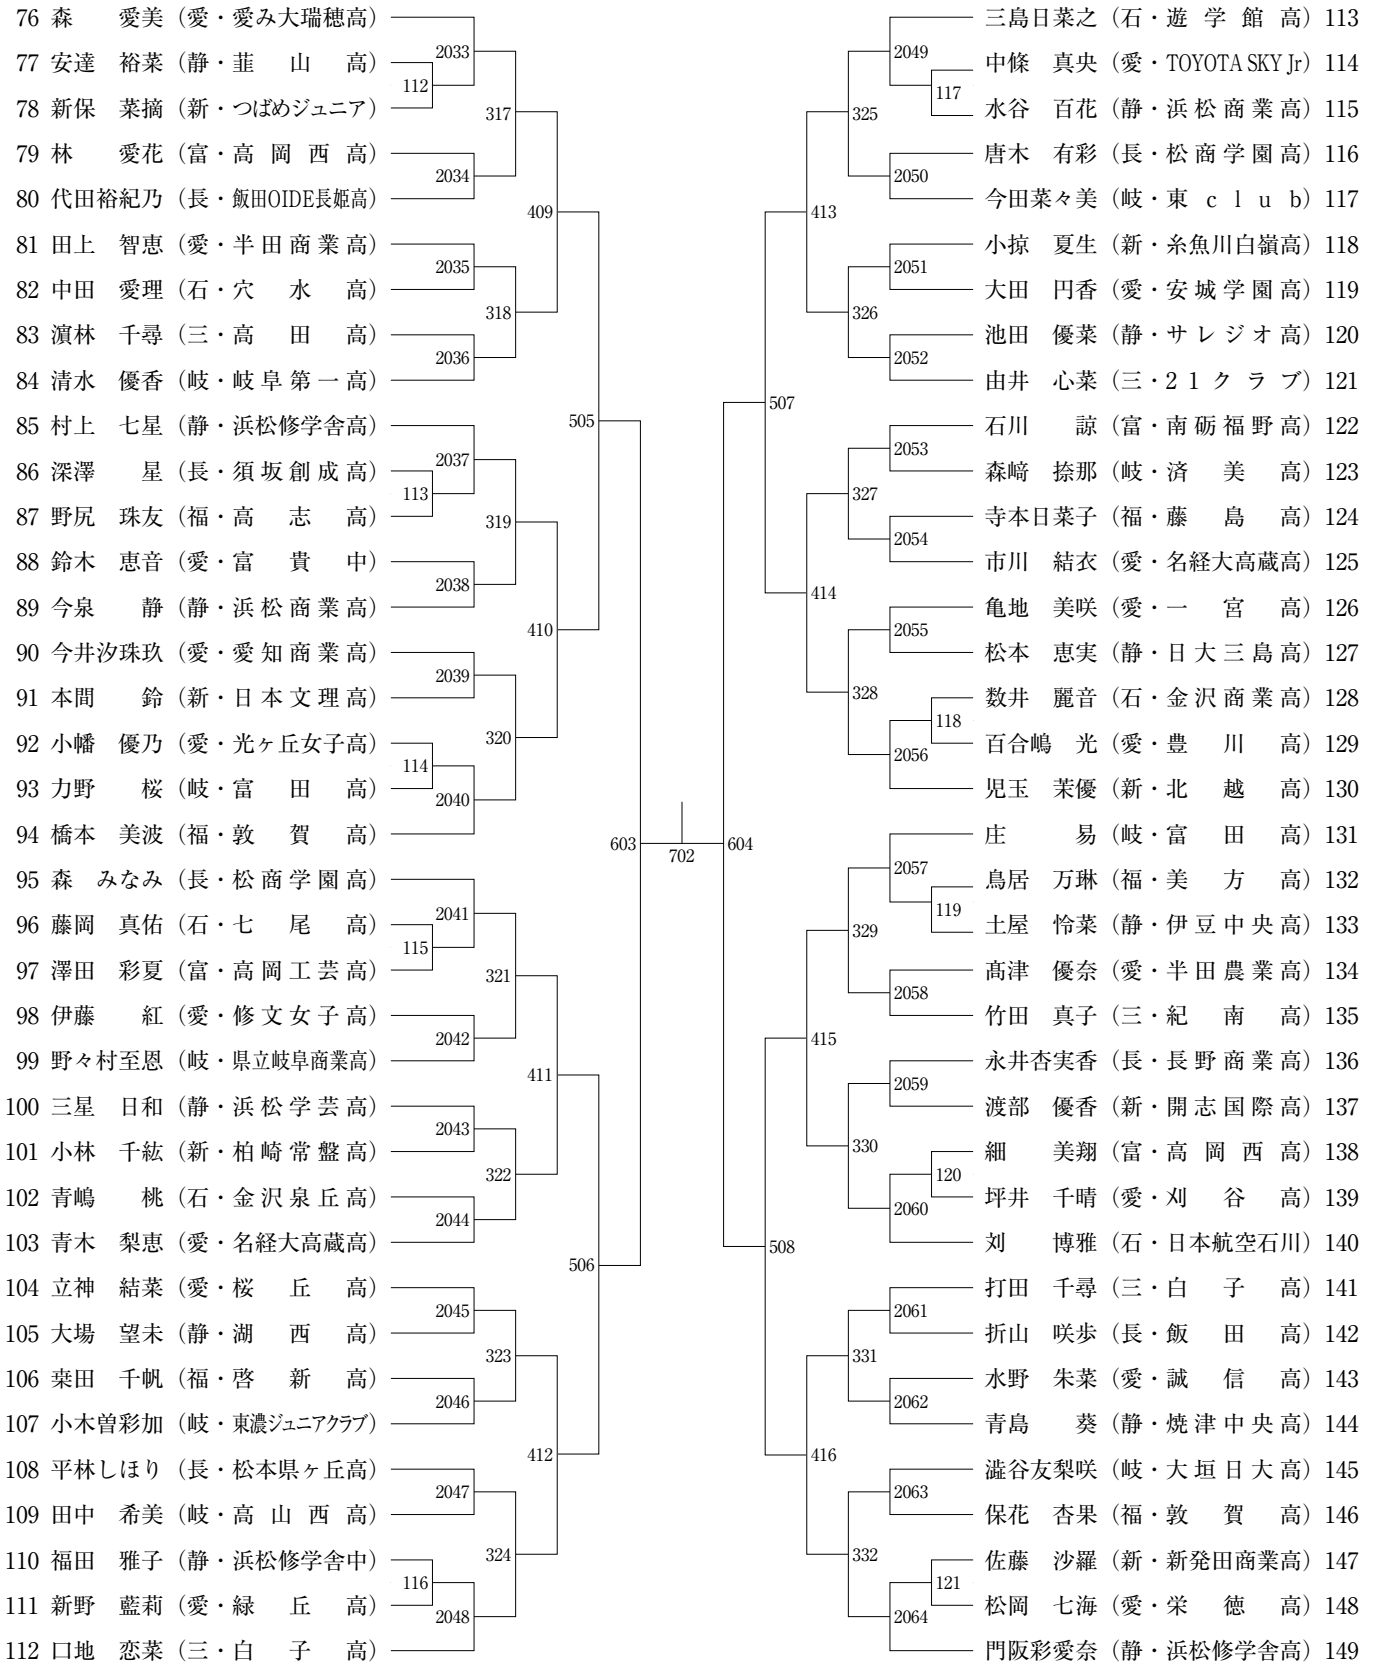 76 森　　愛美（愛・愛み大瑞穂高）
77 安達　裕菜（静・韮　山　高）
78 新保　菜摘（新・つばめジュニア）
79 林　　愛花（富・高岡西高）
80 代田裕紀乃（長・飯田OIDE長姫高）
81 田上　智恵（愛・半田商業高）
82 中田　愛理（石・穴　水　高）
83 濵林　千尋（三・高　田　高）
84 清水　優香（岐・岐阜第一高）
85 村上　七星（静・浜松修学舎高）
86 深澤　　星（長・須坂創成高）
87 野尻　珠友（福・高　志　高）
88 鈴木　恵音（愛・富　貴　中）
89 今泉　　静（静・浜松商業高）
90 今井汐珠玖（愛・愛知商業高）
91 本間　　鈴（新・日本文理高）
92 小幡　優乃（愛・光ヶ丘女子高）
93 力野　　桜（岐・富　田　高）
94 橋本　美波（福・敦　賀　高）
95 森　みなみ（長・松商学園高）
96 藤岡　真佑（石・七　尾　高）
97 澤田　彩夏（富・高岡工芸高）
98 伊藤　　紅（愛・修文女子高）
99 野々村至恩（岐・県立岐阜商業高）
100 三星　日和（静・浜松学芸高）
101 小林　千紘（新・柏崎常盤高）
102 青嶋　　桃（石・金沢泉丘高）
103 青木　梨恵（愛・名経大高蔵高）
104 立神　結菜（愛・桜　丘　高）
105 大場　望未（静・湖　西　高）
106 桒田　千帆（福・啓　新　高）
107 小木曽彩加（岐・東濃ジュニアクラブ）
108 平林しほり（長・松本県ヶ丘高）
109 田中　希美（岐・高山西高）
110 福田　雅子（静・浜松修学舎中）
111 新野　藍莉（愛・緑　丘　高）
112 口地　恋菜（三・白　子　高）
2033
112
317
2034
409
2035
318
2036
505
2037
113
319
2038
410
2039
320
114
2040
603
2041
115
321
2042
411
2043
322
2044
506
2045
323
2046
412
2047
324
116
2048
702
604
2049
117
325
2050
413
2051
326
2052
507
2053
327
2054
414
2055
328
118
2056
2057
119
329
2058
415
2059
330
120
2060
508
2061
331
2062
416
2063
332
121
2064
三島日菜之（石・遊学館高）113
中條　真央（愛・TOYOTA SKY Jr）114
水谷　百花（静・浜松商業高）115
唐木　有彩（長・松商学園高）116
今田菜々美（岐・東club）117
小掠　夏生（新・糸魚川白嶺高）118
大田　円香（愛・安城学園高）119
池田　優菜（静・サレジオ高）120
由井　心菜（三・21クラブ）121
石川　　諒（富・南砺福野高）122
森﨑　捺那（岐・済　美　高）123
寺本日菜子（福・藤　島　高）124
市川　結衣（愛・名経大高蔵高）125
亀地　美咲（愛・一　宮　高）126
松本　恵実（静・日大三島高）127
数井　麗音（石・金沢商業高）128
百合嶋　光（愛・豊　川　高）129
児玉　茉優（新・北　越　高）130
庄　　　易（岐・富　田　高）131
鳥居　万琳（福・美　方　高）132
土屋　怜菜（静・伊豆中央高）133
髙津　優奈（愛・半田農業高）134
竹田　真子（三・紀　南　高）135
永井杏実香（長・長野商業高）136
渡部　優香（新・開志国際高）137
細　　美翔（富・高岡西高）138
坪井　千晴（愛・刈　谷　高）139
刘　　博雅（石・日本航空石川）140
打田　千尋（三・白　子　高）141
折山　咲歩（長・飯　田　高）142
水野　朱菜（愛・誠　信　高）143
青島　　葵（静・焼津中央高）144
澁谷友梨咲（岐・大垣日大高）145
保花　杏果（福・敦　賀　高）146
佐藤　沙羅（新・新発田商業高）147
松岡　七海（愛・栄　徳　高）148
門阪彩愛奈（静・浜松修学舎高）149